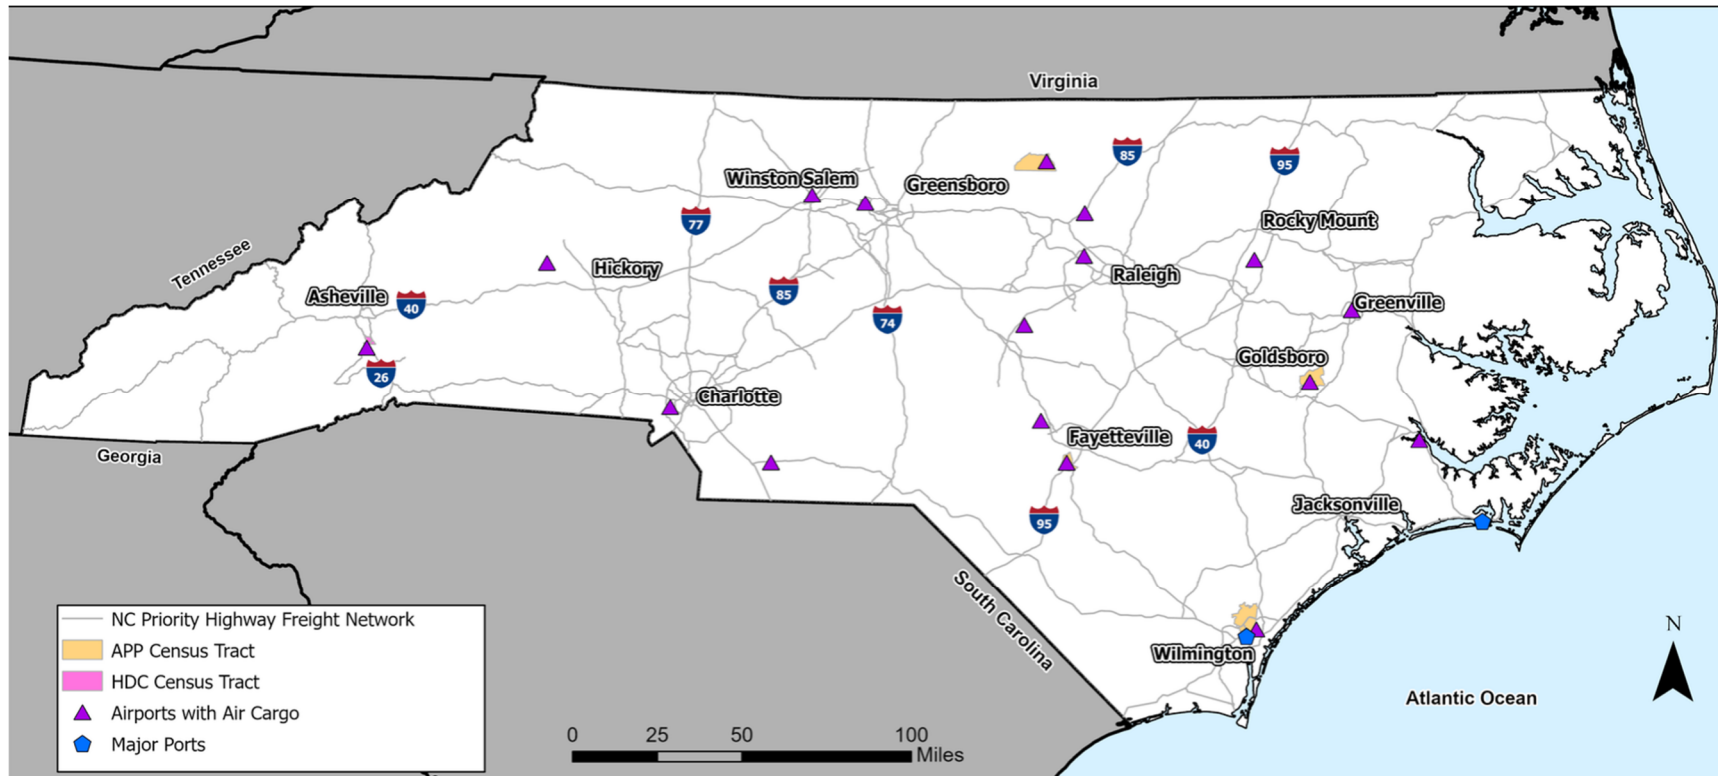 Virginia
85
95
Winston Salem
Greensboro
77
Rocky Mount
Tennessee
Hickory
Raleigh
Asheville
40
85
74
Greenville
Goldsboro
26
Charlotte
Fayetteville
40
Georgia
Jacksonville
95
South Carolina
Wilmington
Atlantic Ocean
N
NC Priority Highway Freight Network
APP Census Tract
HDC Census Tract
Airports with Air Cargo
Major Ports
0 25 50 100
Miles